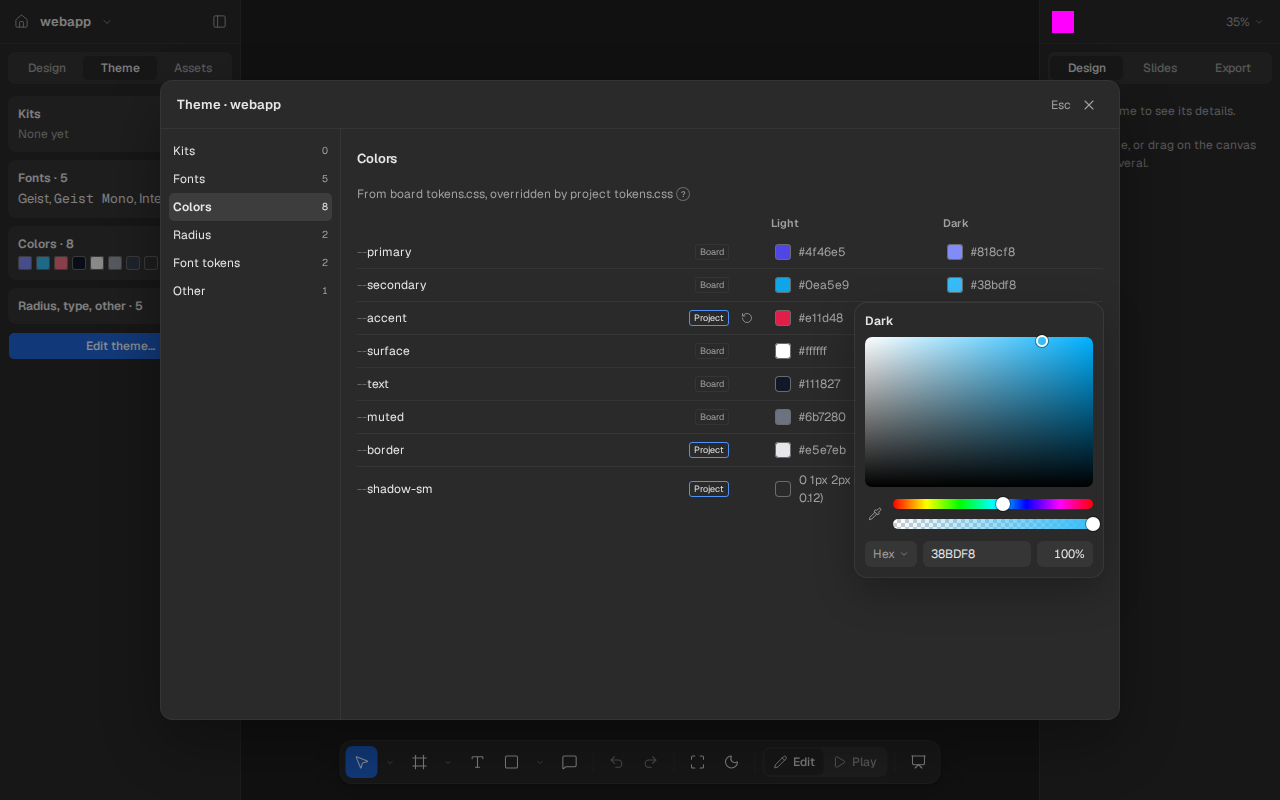 webapp
35%
Design Theme Assets
Design Slides Export
Kits
None yet
Fonts · 5
Geist, Geist Mono, Inte
Colors · 8
Radius, type, other · 5
Edit theme...
me to see its details.
e, or drag on the canvas
veral.
Theme · webapp
Esc
Kits 0
Fonts 5
Colors 8
Radius 2
Font tokens 2
Other 1
Colors
From board tokens.css, overridden by project tokens.css ?
Light Dark
--primary Board #4f46e5 #818cf8
--secondary Board #0ea5e9 #38bdf8
--accent Project #e11d48
--surface Board #ffffff
--text Board #111827
--muted Board #6b7280
--border Project #e5e7eb
--shadow-sm Project 0 1px 2px
0.12)
Dark
Hex 38BDF8 100%
Edit Play